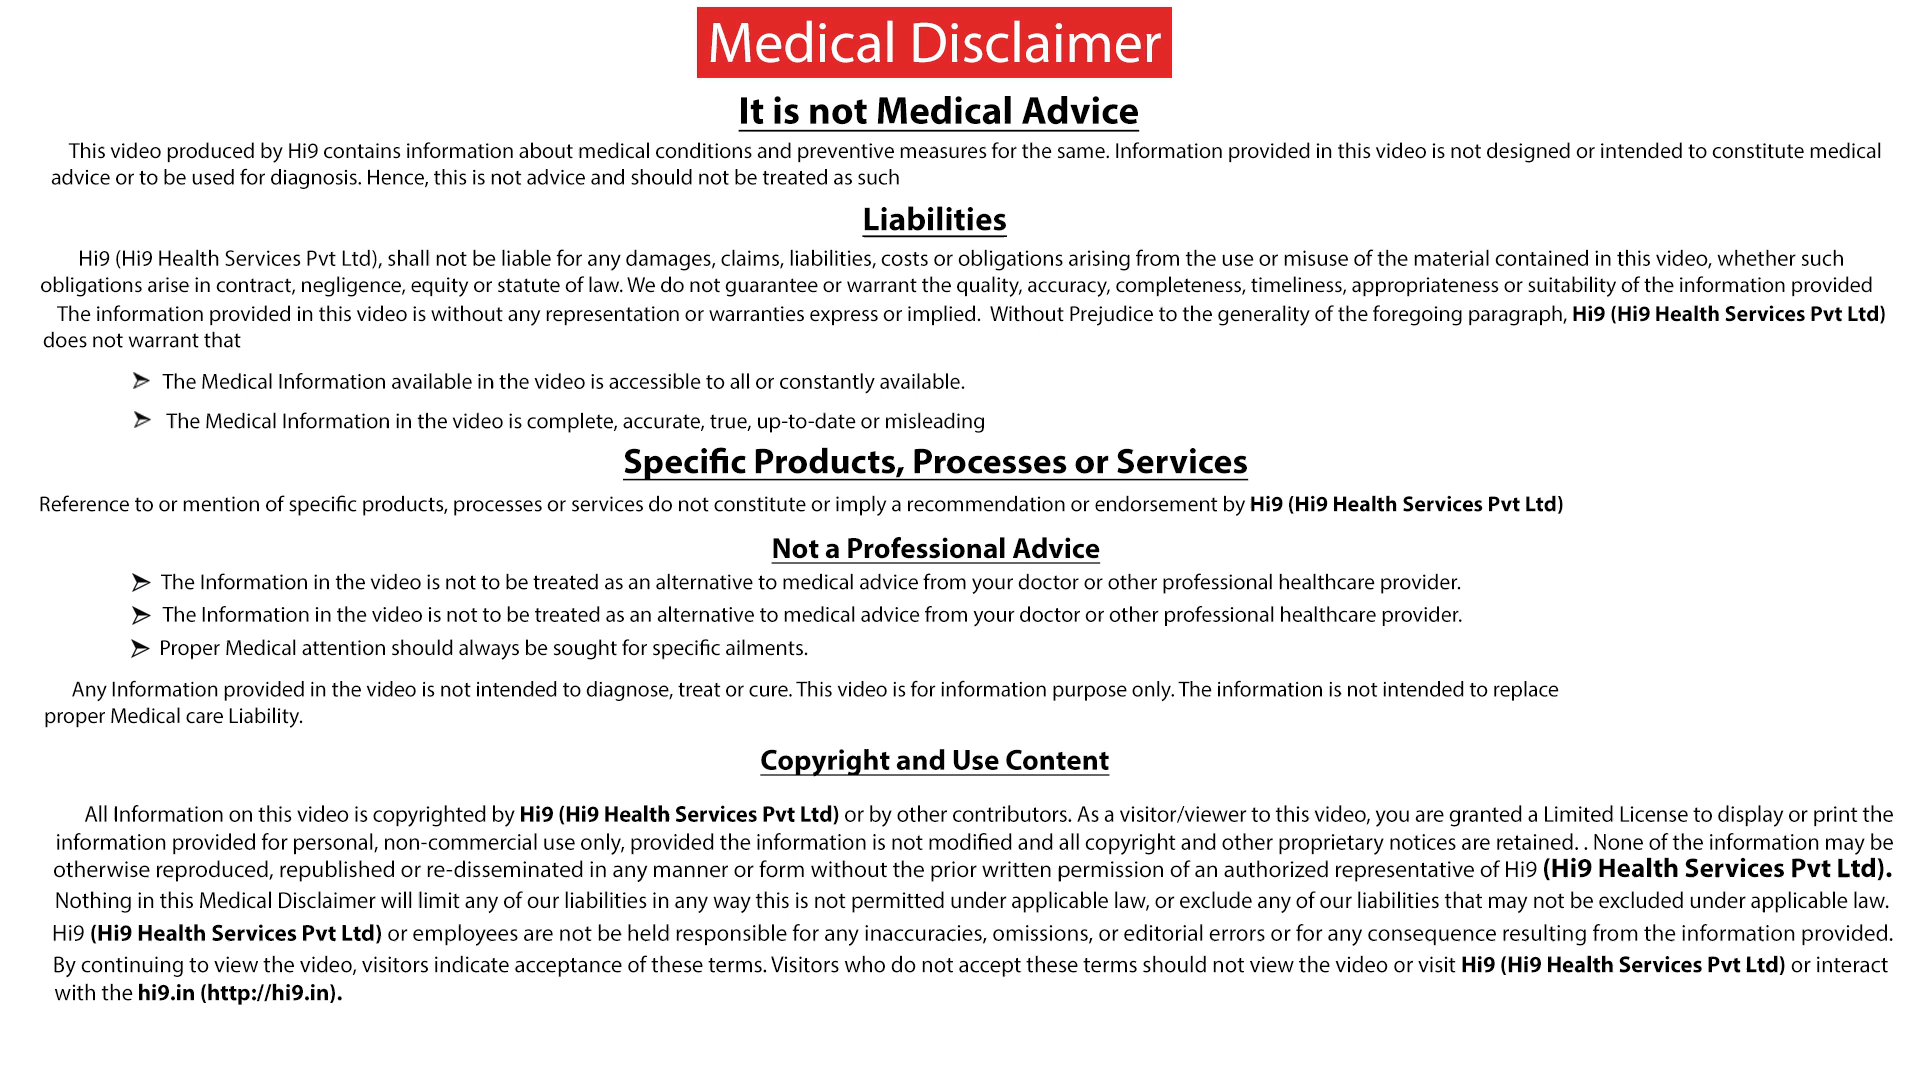 Medical Disclaimer
It is not Medical Advice
This video produced by Hi9 contains information about medical conditions and preventive measures for the same. Information provided in this video is not designed or intended to constitute medical
advice or to be used for diagnosis. Hence, this is not advice and should not be treated as such
Liabilities
Hi9 (Hi9 Health Services Pvt Ltd), shall not be liable for any damages, claims, liabilities, costs or obligations arising from the use or misuse of the material contained in this video, whether such
obligations arise in contract, negligence, equity or statute of law. We do not guarantee or warrant the quality, accuracy, completeness, timeliness, appropriateness or suitability of the information provided
The information provided in this video is without any representation or warranties express or implied. Without Prejudice to the generality of the foregoing paragraph, Hi9 (Hi9 Health Services Pvt Ltd)
does not warrant that
➢ The Medical Information available in the video is accessible to all or constantly available.
➢ The Medical Information in the video is complete, accurate, true, up-to-date or misleading
Specific Products, Processes or Services
Reference to or mention of specific products, processes or services do not constitute or imply a recommendation or endorsement by Hi9 (Hi9 Health Services Pvt Ltd)
Not a Professional Advice
➢ The Information in the video is not to be treated as an alternative to medical advice from your doctor or other professional healthcare provider.
➢ The Information in the video is not to be treated as an alternative to medical advice from your doctor or other professional healthcare provider.
➢ Proper Medical attention should always be sought for specific ailments.
Any Information provided in the video is not intended to diagnose, treat or cure. This video is for information purpose only. The information is not intended to replace
proper Medical care Liability.
Copyright and Use Content
All Information on this video is copyrighted by Hi9 (Hi9 Health Services Pvt Ltd) or by other contributors. As a visitor/viewer to this video, you are granted a Limited License to display or print the
information provided for personal, non-commercial use only, provided the information is not modified and all copyright and other proprietary notices are retained. . None of the information may be
otherwise reproduced, republished or re-disseminated in any manner or form without the prior written permission of an authorized representative of Hi9 (Hi9 Health Services Pvt Ltd).
Nothing in this Medical Disclaimer will limit any of our liabilities in any way this is not permitted under applicable law, or exclude any of our liabilities that may not be excluded under applicable law.
Hi9 (Hi9 Health Services Pvt Ltd) or employees are not be held responsible for any inaccuracies, omissions, or editorial errors or for any consequence resulting from the information provided.
By continuing to view the video, visitors indicate acceptance of these terms. Visitors who do not accept these terms should not view the video or visit Hi9 (Hi9 Health Services Pvt Ltd) or interact
with the hi9.in (http://hi9.in).